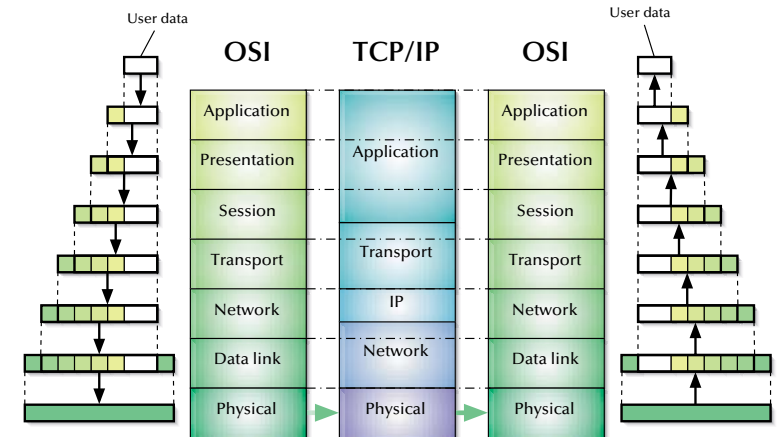 User data
User data
OSI
TCP/IP
OSI
Application
Application
Presentation
Application
Presentation
Session
Session
Transport
Transport
Transport
Network
IP
Network
Data link
Network
Data link
Physical
Physical
Physical